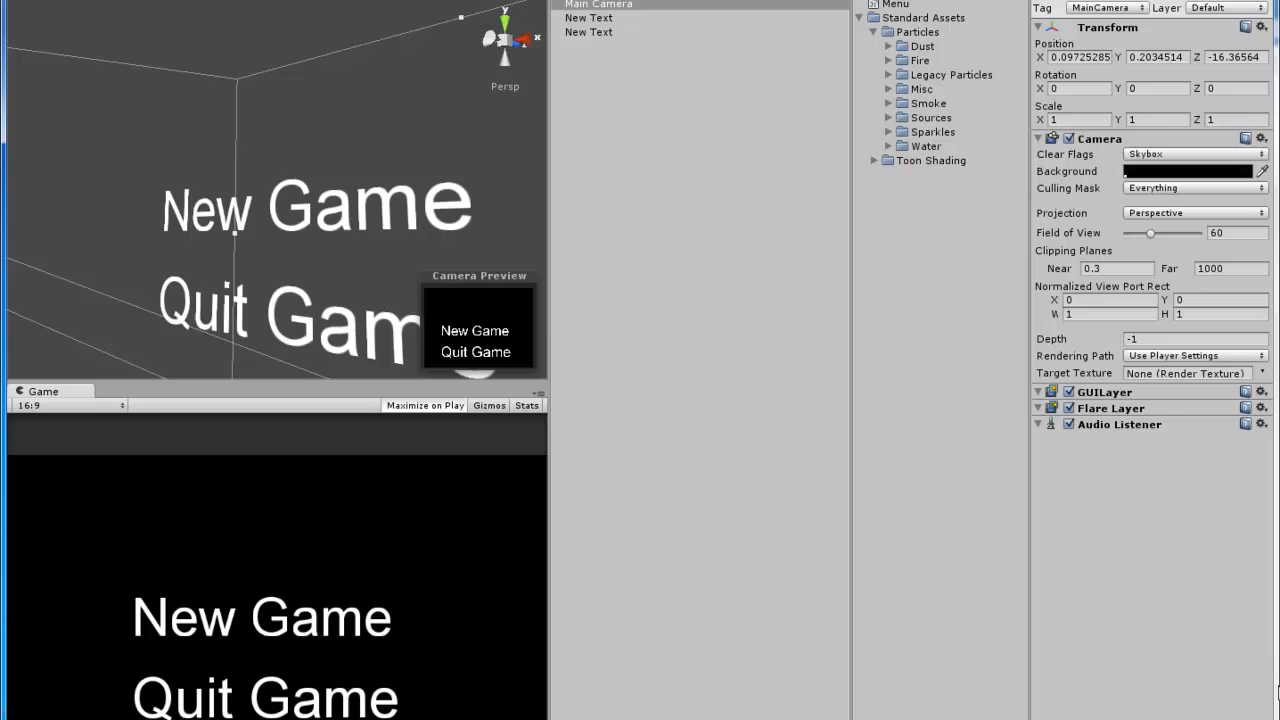 y
x
Persp
New Game
Quit Gam
Camera Preview
New Game
Quit Game
Game
16:9
Maximize on Play Gizmos Stats
New Game
Quit Game
Main Camera
New Text
New Text
Menu
Standard Assets
Particles
Dust
Fire
Legacy Particles
Misc
Smoke
Sources
Sparkles
Water
Toon Shading
Tag MainCamera Layer Default
Transform
Position
X 0.09725285 Y 0.2034514 Z -16.36564
Rotation
X 0 Y 0 Z 0
Scale
X 1 Y 1 Z 1
Camera
Clear Flags Skybox
Background
Culling Mask Everything
Projection Perspective
Field of View 60
Clipping Planes
Near 0.3 Far 1000
Normalized View Port Rect
X 0 Y 0
W 1 H 1
Depth -1
Rendering Path Use Player Settings
Target Texture None (Render Texture)
GUILayer
Flare Layer
Audio Listener